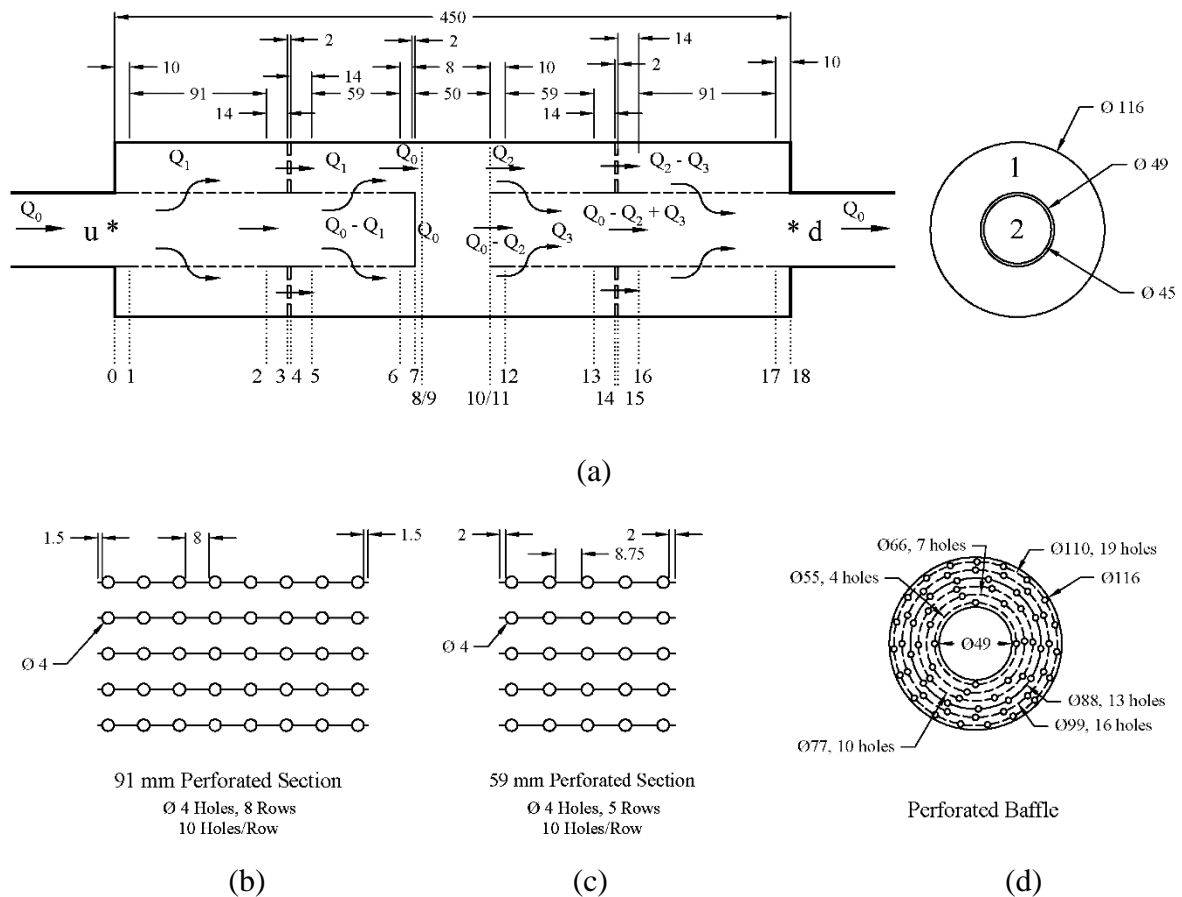 450
2 2 14
10 8 10 2 10
14
91 59 50 59 91
14 14
Ø 116
Q₁ Q₁ Q₀ Q₂ Q₂ - Q₃ 1 Ø 49
Q₀ u * Q₀ - Q₁ Q₀ Q₀ - Q₂ Q₃ Q₀ - Q₂ + Q₃ * d Q₀ 2
Ø 45
0 1 2 3 4 5 6 7 12 13 16 17 18
8/9 10/11 14 15
(a)
1.5 8 1.5
Ø 4
91 mm Perforated Section
Ø 4 Holes, 8 Rows
10 Holes/Row
(b)
2 2
8.75
Ø 4
59 mm Perforated Section
Ø 4 Holes, 5 Rows
10 Holes/Row
(c)
Ø66, 7 holes
Ø110, 19 holes
Ø55, 4 holes
Ø116
Ø49
Ø88, 13 holes
Ø99, 16 holes
Ø77, 10 holes
Perforated Baffle
(d)